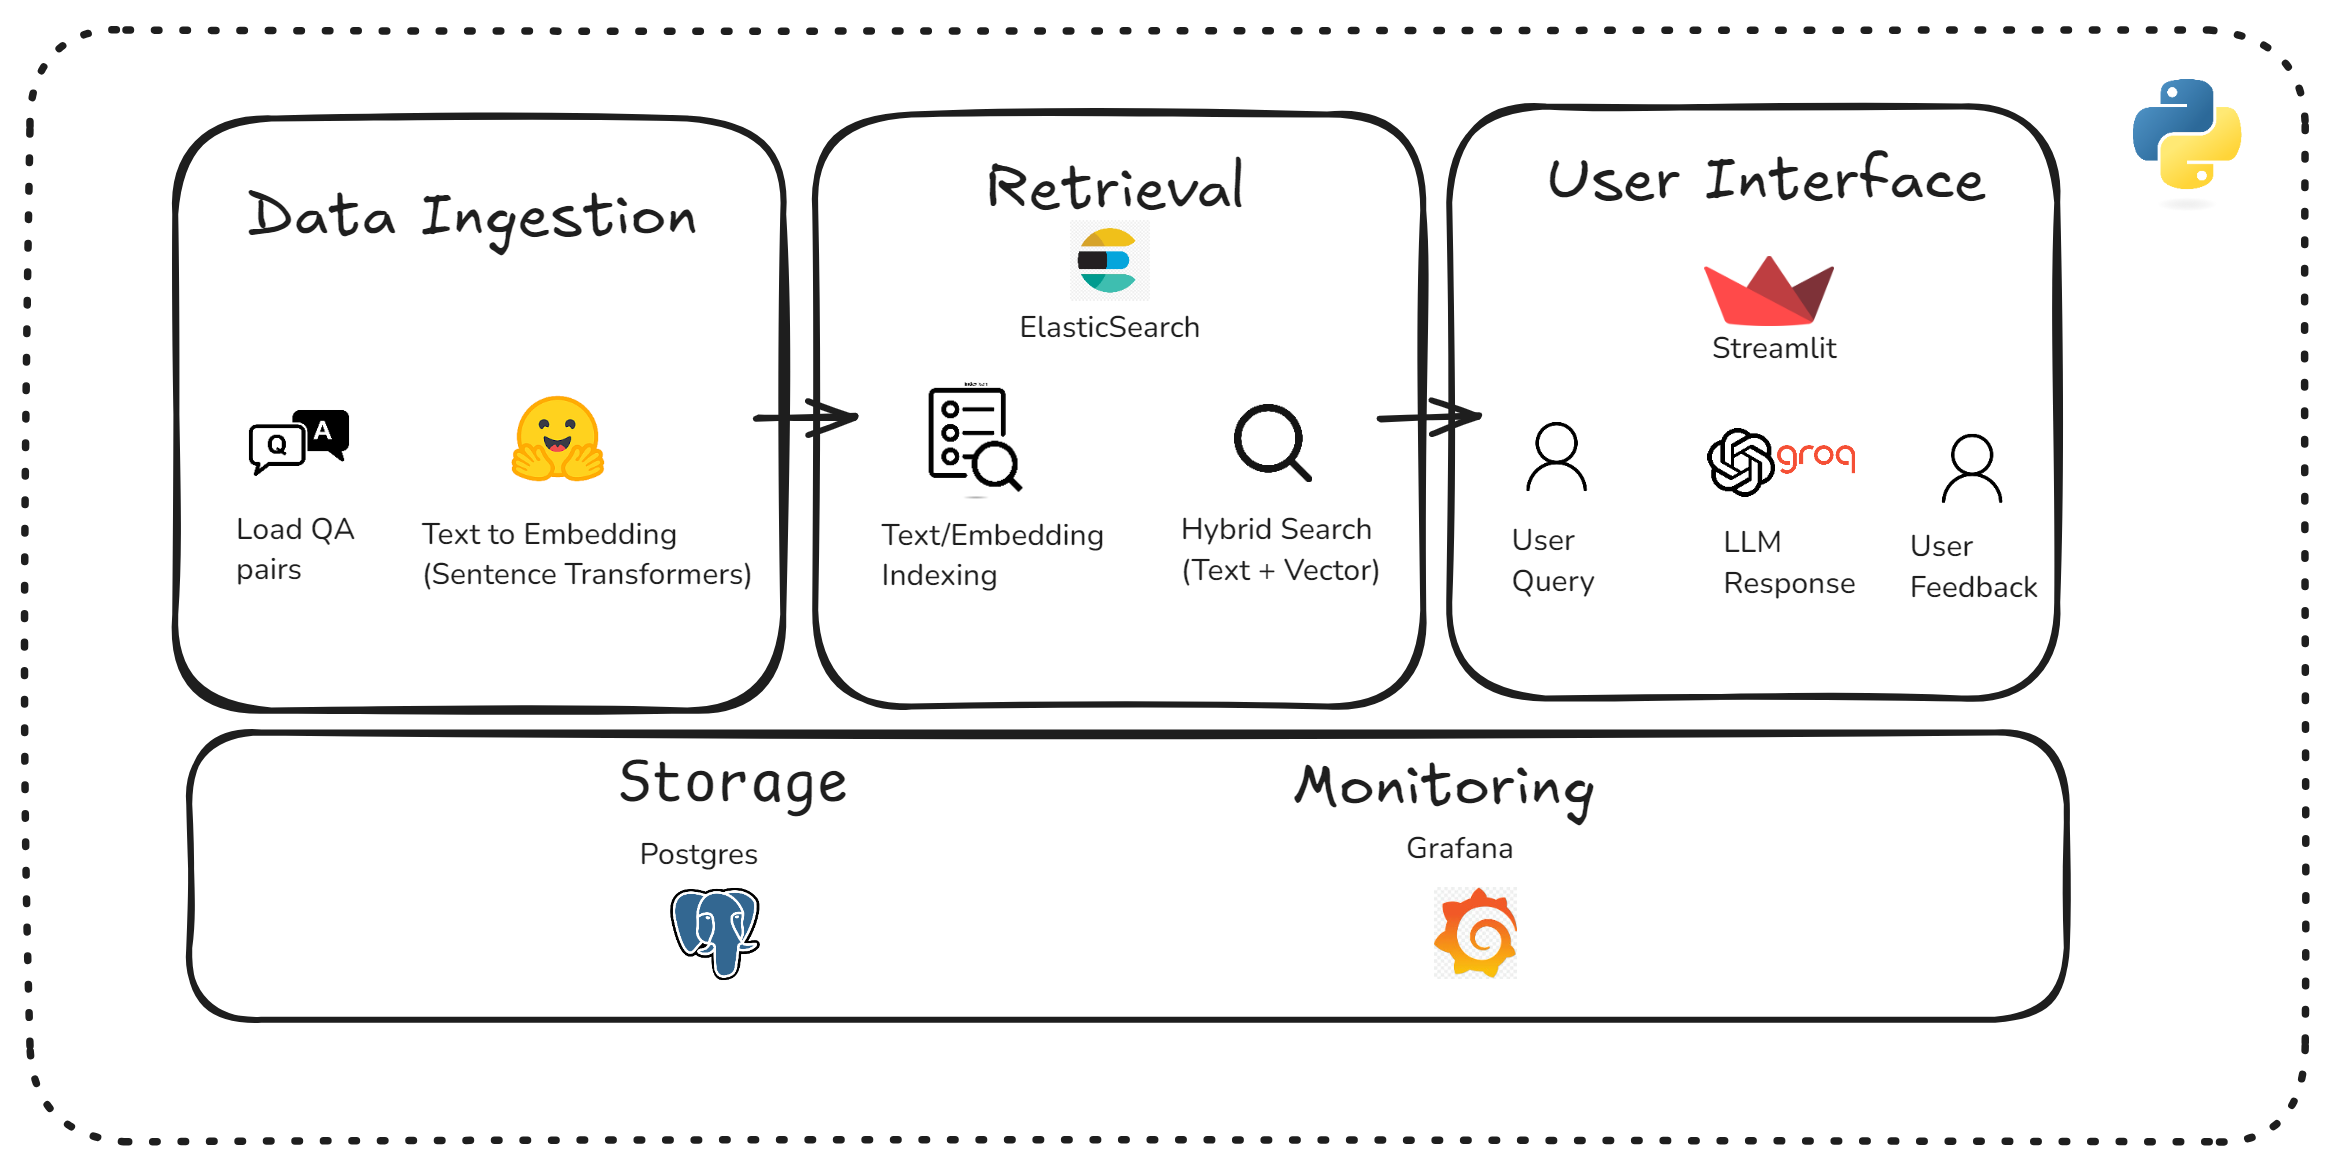 Data Ingestion
Q
A
Load QA
pairs
Text to Embedding
(Sentence Transformers)
Retrieval
ElasticSearch
Text/Embedding
Indexing
Hybrid Search
(Text + Vector)
User Interface
Streamlit
User
Query
groq
LLM
Response
User
Feedback
Storage
Postgres
Monitoring
Grafana